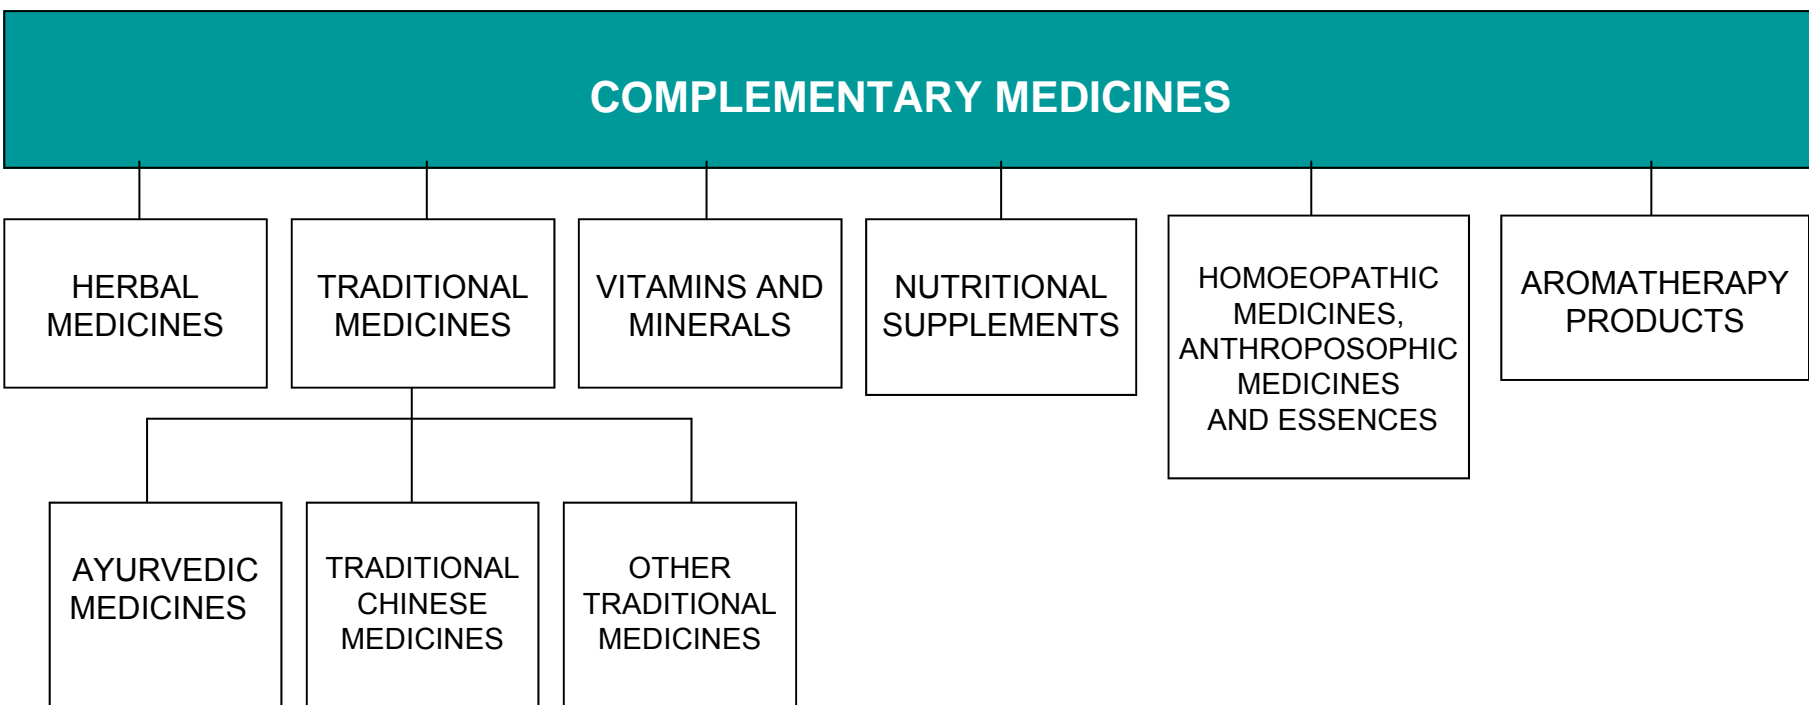 COMPLEMENTARY MEDICINES
HERBAL
MEDICINES
TRADITIONAL
MEDICINES
VITAMINS AND
MINERALS
NUTRITIONAL
SUPPLEMENTS
HOMOEOPATHIC
MEDICINES,
ANTHROPOSOPHIC
MEDICINES
AND ESSENCES
AROMATHERAPY
PRODUCTS
AYURVEDIC
MEDICINES
TRADITIONAL
CHINESE
MEDICINES
OTHER
TRADITIONAL
MEDICINES